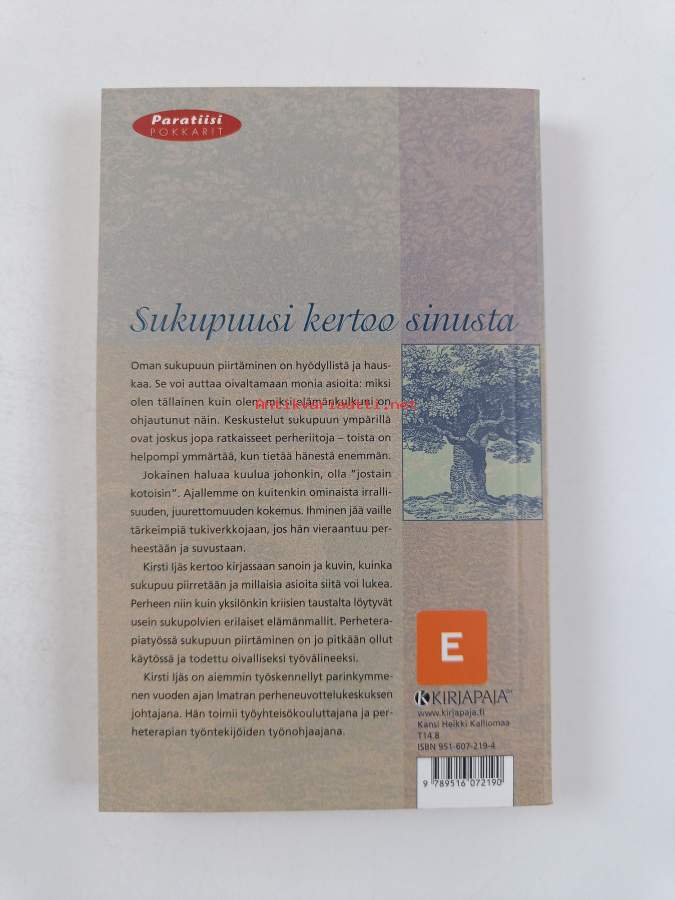 Paratiisi
POKKARIT
Sukupuusi kertoo sinusta
Oman sukupuun piirtäminen on hyödyllistä ja haus-
kaa. Se voi auttaa oivaltamaan monia asioita: miksi
olen tällainen kuin olen, miksi elämänkulkuni on
ohjautunut näin. Keskustelut sukupuun ympärillä
ovat joskus jopa ratkaisseet perheriitoja – toista on
helpompi ymmärtää, kun tietää hänestä enemmän.
Jokainen haluaa kuulua johonkin, olla ”jostain
kotoisin”. Ajallemme on kuitenkin ominaista irralli-
suuden, juurettomuuden kokemus. Ihminen jää vaille
tärkeimpiä tukiverkkojaan, jos hän vieraantuu per-
heestään ja suvustaan.
Kirsti Ijäs kertoo kirjassaan sanoin ja kuvin, kuinka
sukupuu piirretään ja millaisia asioita siitä voi lukea.
Perheen niin kuin yksilönkin kriisien taustalta löytyvät
usein sukupolvien erilaiset elämänmallit. Perhetera-
piatyössä sukupuun piirtäminen on jo pitkään ollut
käytössä ja todettu oivalliseksi työvälineeksi.
Kirsti Ijäs on aiemmin työskennellyt parinkymme-
nen vuoden ajan Imatran perheneuvottelukeskuksen
johtajana. Hän toimii työyhteisökouluttajana ja per-
heterapian työntekijöiden työnohjaajana.
Antikvariaatti.net
E
KIRJAPAJA
www.kirjapaja.fi
Kansi Heikki Kalliomaa
T14.8
ISBN 951-607-219-4
9 789516 072190